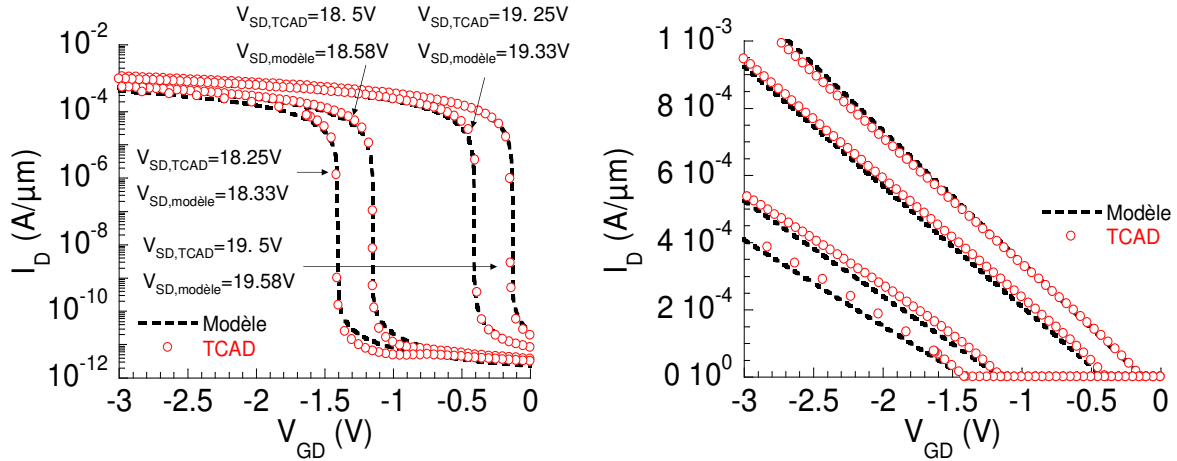 V_SD,TCAD=18. 5V
V_SD,modèle=18.58V
V_SD,TCAD=19.25V
V_SD,modèle=19.33V
10^-2
10^-4
10^-6
10^-8
10^-10
10^-12
I_D (A/µm)
V_SD,TCAD=18.25V
V_SD,modèle=18.33V
V_SD,TCAD=19. 5V
V_SD,modèle=19.58V
Modèle
TCAD
-3 -2.5 -2 -1.5 -1 -0.5 0
V_GD (V)
1 10^-3
8 10^-4
6 10^-4
4 10^-4
2 10^-4
0 10^0
I_D (A/µm)
Modèle
TCAD
-3 -2.5 -2 -1.5 -1 -0.5 0
V_GD (V)